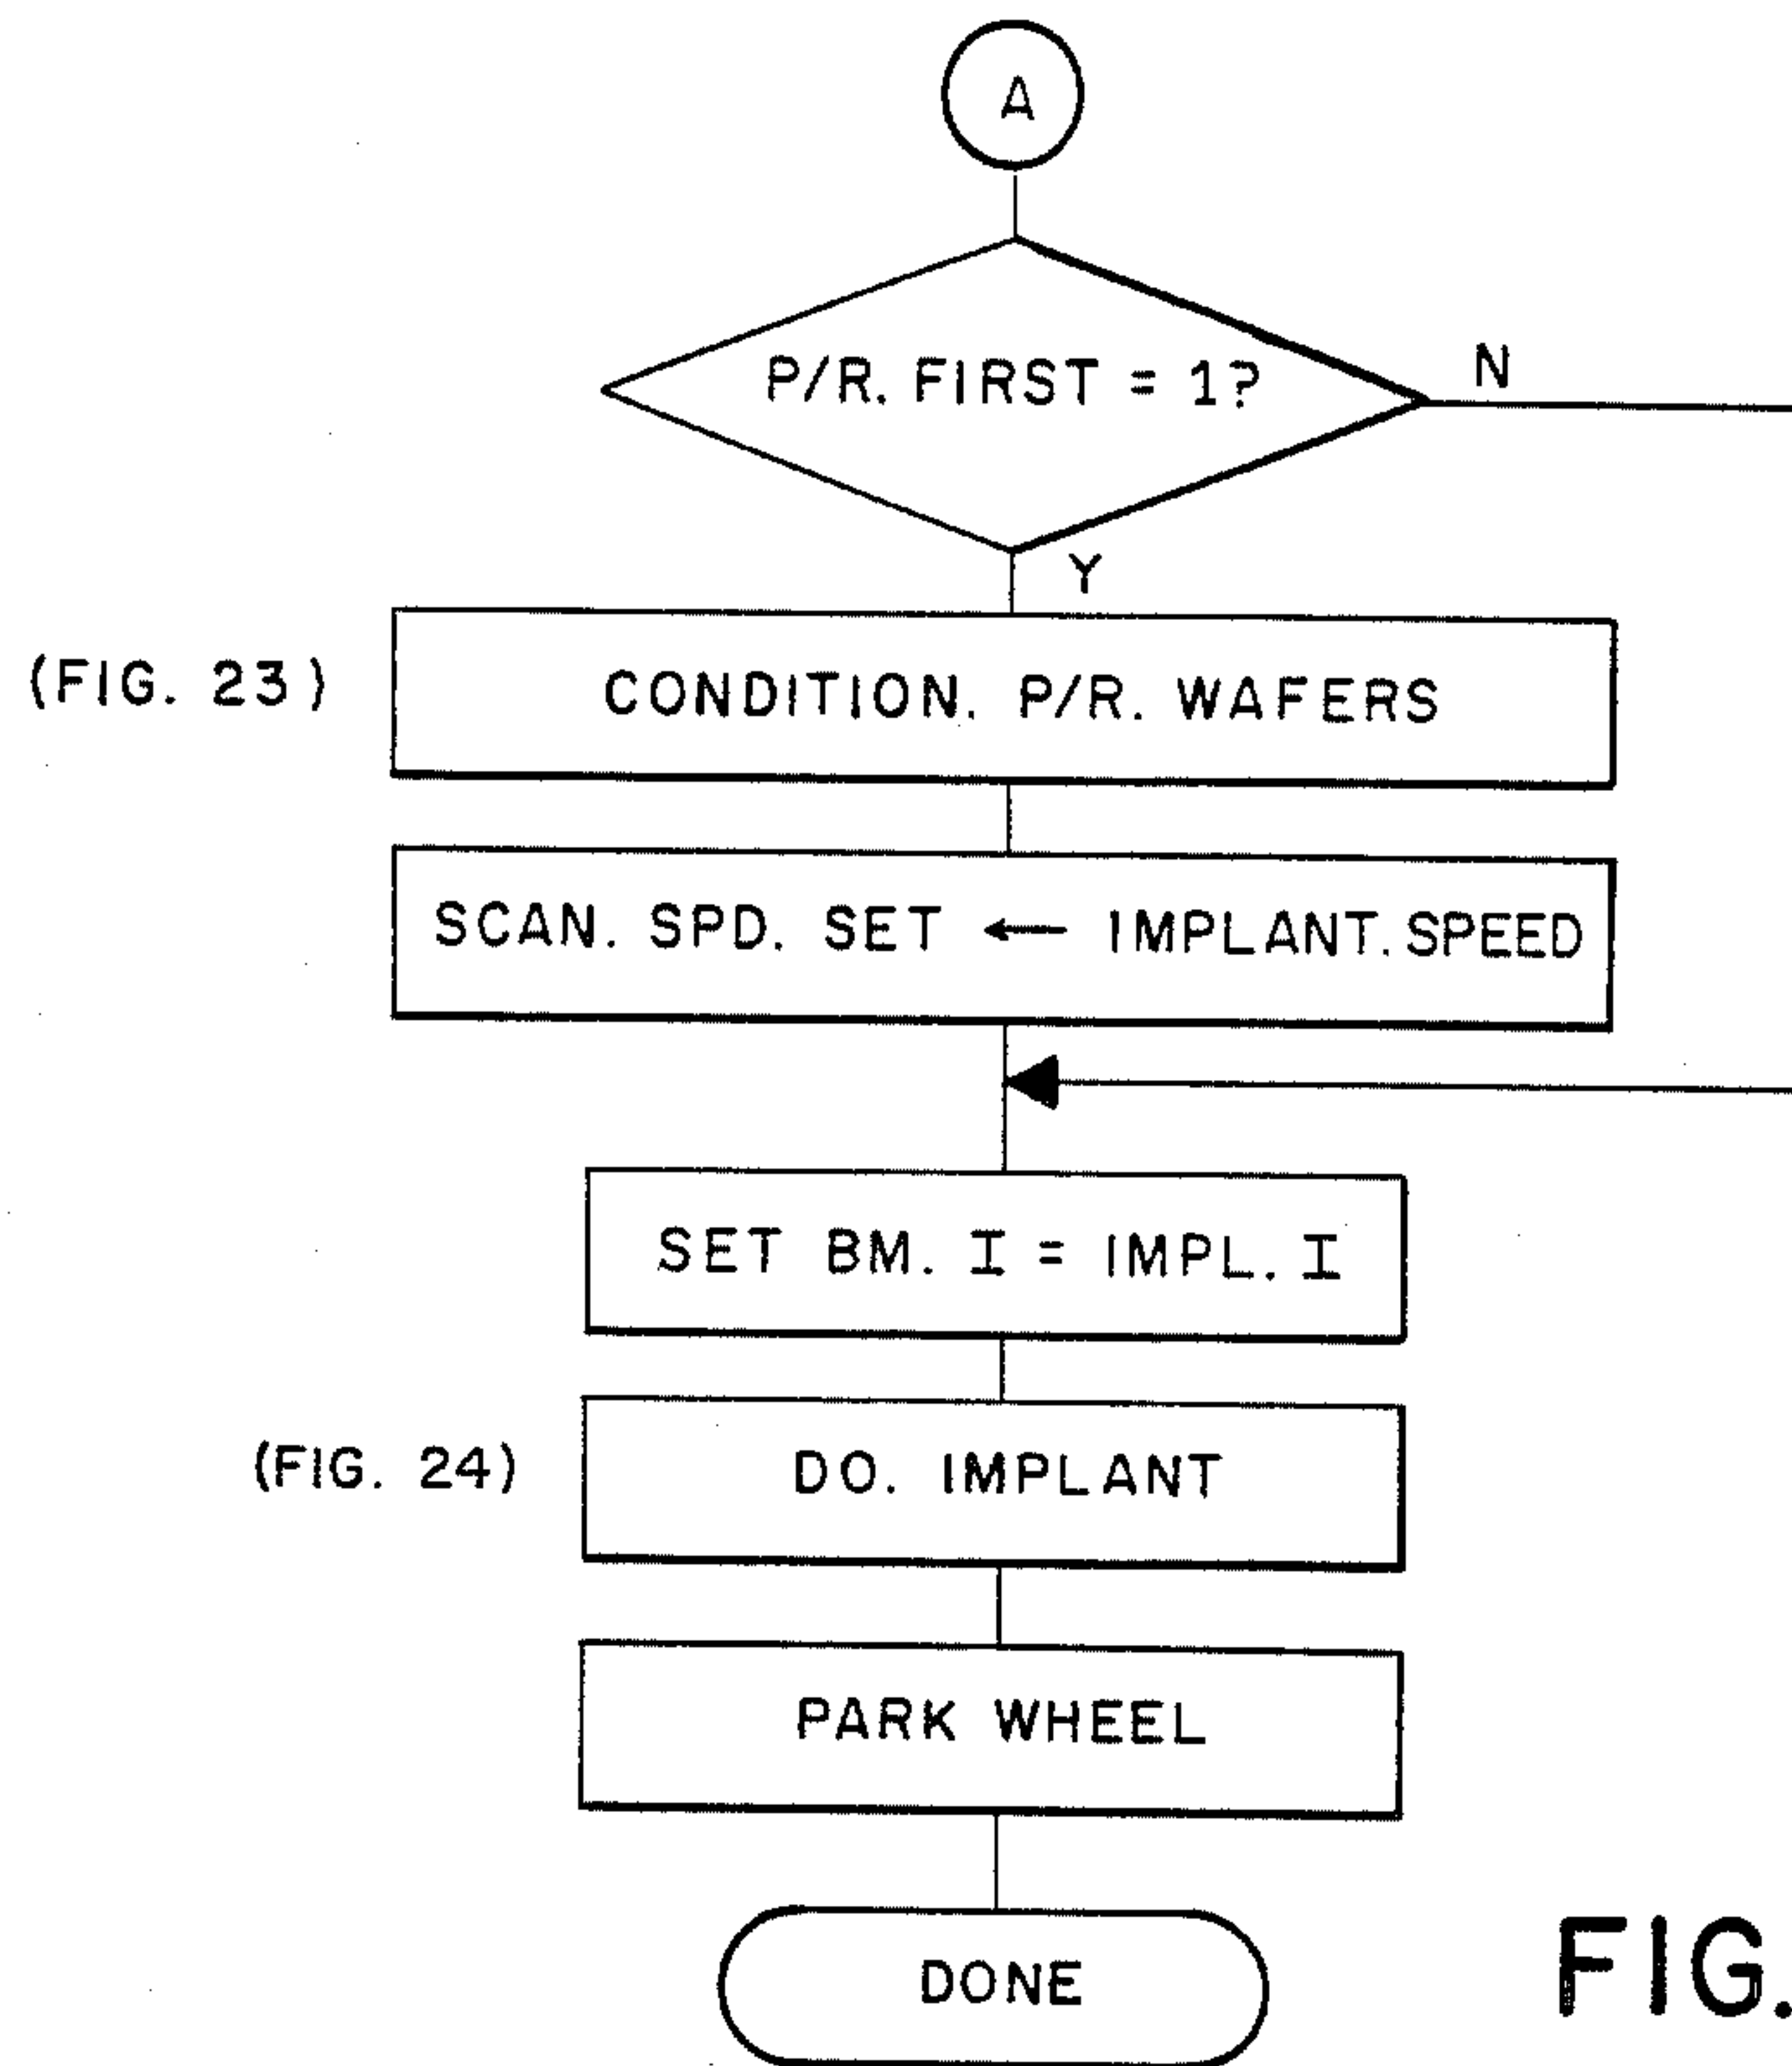 A
P/R. FIRST = 1?
N
Y
(FIG. 23)
CONDITION. P/R. WAFERS
SCAN. SPD. SET ← IMPLANT. SPEED
SET BM. I = IMPL. I
(FIG. 24)
DO. IMPLANT
PARK WHEEL
DONE
FIG.